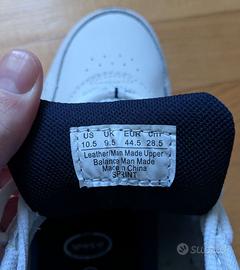 US UK EUR cm
10.5 9.5 44.5 28.5
Leather/Man Made Upper
Balance Man Made
Made in China
SPRINT
subito